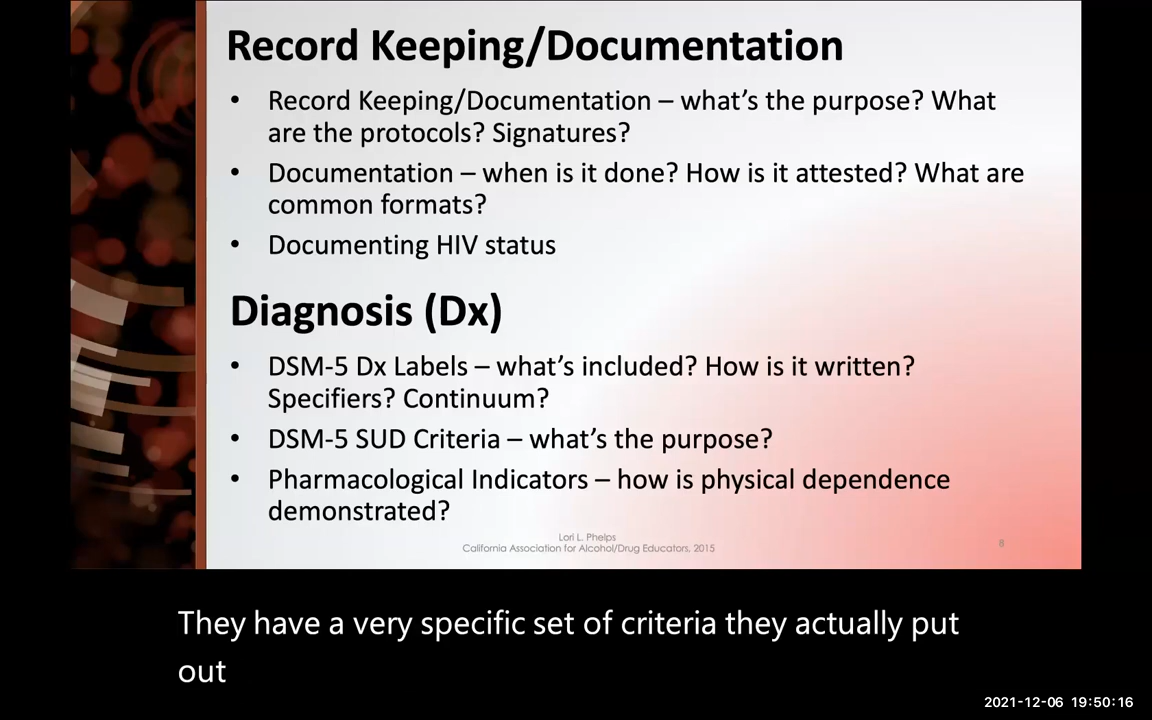 Record Keeping/Documentation
• Record Keeping/Documentation – what's the purpose? What
are the protocols? Signatures?
• Documentation – when is it done? How is it attested? What are
common formats?
• Documenting HIV status
Diagnosis (Dx)
• DSM-5 Dx Labels – what's included? How is it written?
Specifiers? Continuum?
• DSM-5 SUD Criteria – what's the purpose?
• Pharmacological Indicators – how is physical dependence
demonstrated?
Lori L. Phelps
California Association for Alcohol/Drug Educators, 2015
8
They have a very specific set of criteria they actually put
out
2021-12-06 19:50:16